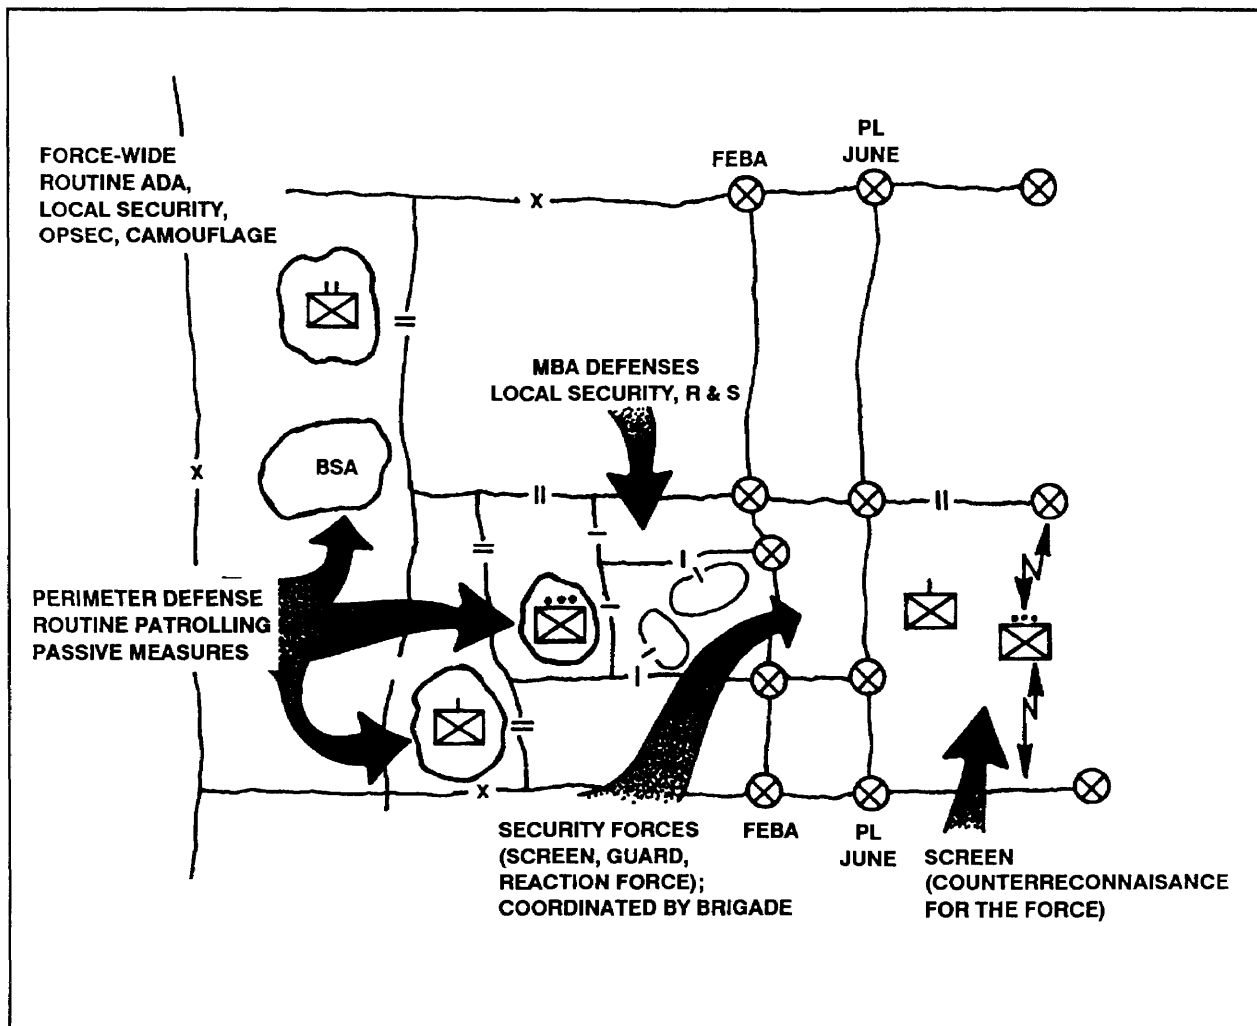 PL
JUNE
FEBA
FORCE-WIDE
ROUTINE ADA,
LOCAL SECURITY,
OPSEC, CAMOUFLAGE
X
MBA DEFENSES
LOCAL SECURITY, R & S
X
BSA
PERIMETER DEFENSE
ROUTINE PATROLLING
PASSIVE MEASURES
X
SECURITY FORCES
(SCREEN, GUARD,
REACTION FORCE);
COORDINATED BY BRIGADE
FEBA
PL
JUNE
SCREEN
(COUNTERRECONNAISANCE
FOR THE FORCE)